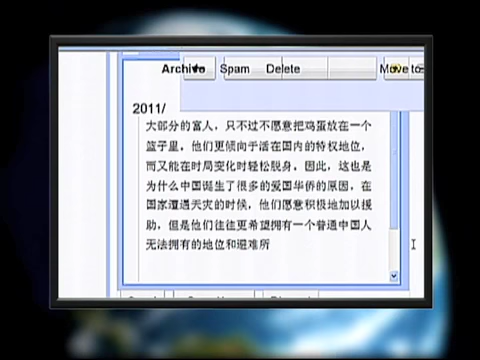 Archive Spam Delete Move to
2011/
大部分的富人，只不过不愿意把鸡蛋放在一个
篮子里，他们更倾向于活在国内的特权地位，
而又能在时局变化时轻松脱身，因此，这也是
为什么中国诞生了很多的爱国华侨的原因，在
国家遭遇天灾的时候，他们愿意积极地加以援
助，但是他们往往更希望拥有一个普通中国人
无法拥有的地位和避难所